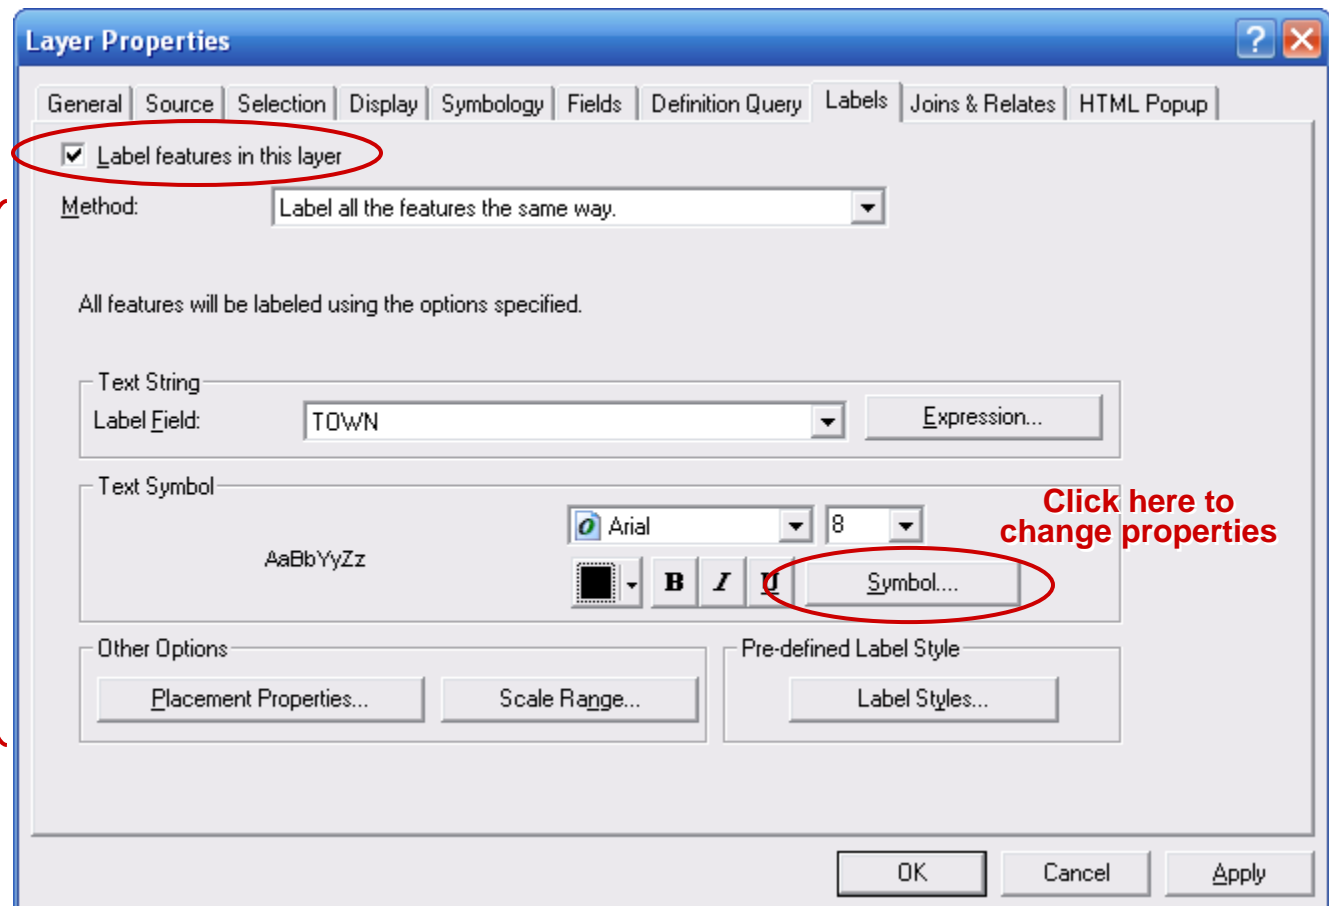 Layer Properties
General Source Selection Display Symbology Fields Definition Query Labels Joins & Relates HTML Popup
Label features in this layer
Method: Label all the features the same way.
All features will be labeled using the options specified.
Text String
Label Field: TOWN Expression...
Text Symbol
AaBbYyZz
Arial 8
B I U Symbol....
Click here to
change properties
Other Options
Placement Properties... Scale Range...
Pre-defined Label Style
Label Styles...
OK Cancel Apply